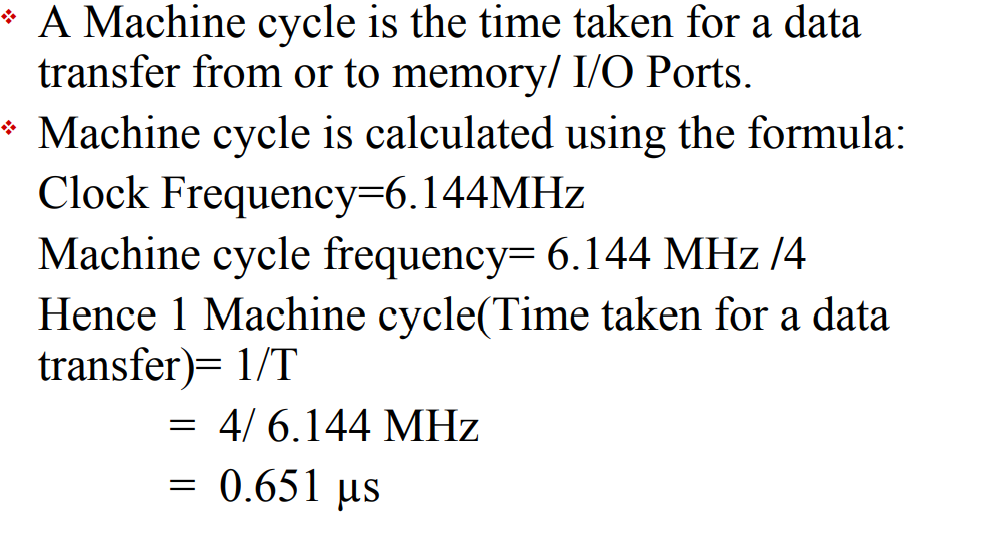 ❖ A Machine cycle is the time taken for a data
transfer from or to memory/ I/O Ports.
❖ Machine cycle is calculated using the formula:
Clock Frequency=6.144MHz
Machine cycle frequency= 6.144 MHz /4
Hence 1 Machine cycle(Time taken for a data
transfer)= 1/T
= 4/ 6.144 MHz
= 0.651 μs